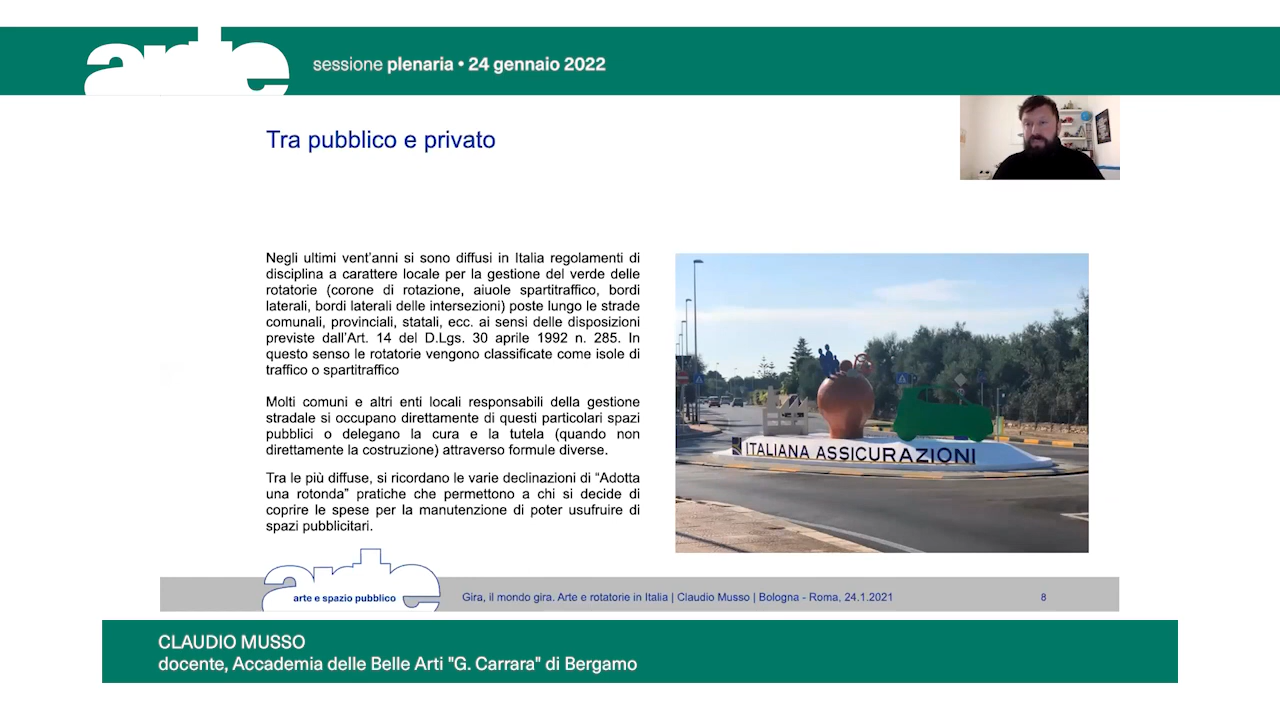 arte
sessione plenaria • 24 gennaio 2022
Tra pubblico e privato
Negli ultimi vent'anni si sono diffusi in Italia regolamenti di
disciplina a carattere locale per la gestione del verde delle
rotatorie (corone di rotazione, aiuole spartitraffico, bordi
laterali, bordi laterali delle intersezioni) poste lungo le strade
comunali, provinciali, statali, ecc. ai sensi delle disposizioni
previste dall'Art. 14 del D.Lgs. 30 aprile 1992 n. 285. In
questo senso le rotatorie vengono classificate come isole di
traffico o spartitraffico
Molti comuni e altri enti locali responsabili della gestione
stradale si occupano direttamente di questi particolari spazi
pubblici o delegano la cura e la tutela (quando non
direttamente la costruzione) attraverso formule diverse.
Tra le più diffuse, si ricordano le varie declinazioni di “Adotta
una rotonda” pratiche che permettono a chi si decide di
coprire le spese per la manutenzione di poter usufruire di
spazi pubblicitari.
ITALIANA ASSICURAZIONI
arte
arte e spazio pubblico
Gira, il mondo gira. Arte e rotatorie in Italia | Claudio Musso | Bologna - Roma, 24.1.2021
8
CLAUDIO MUSSO
docente, Accademia delle Belle Arti "G. Carrara" di Bergamo